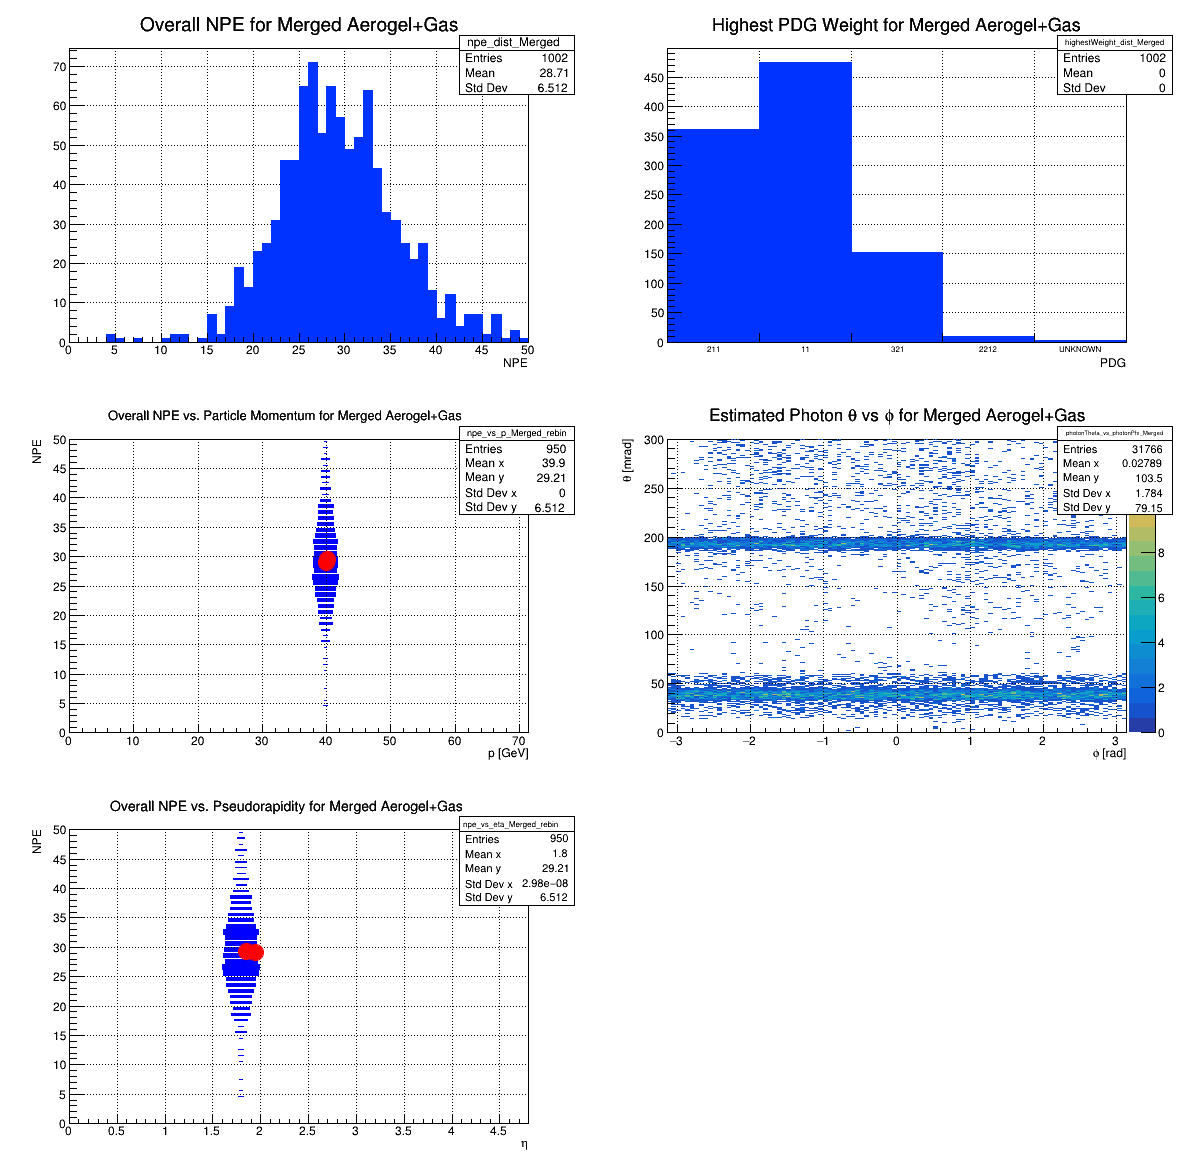 Overall NPE for Merged Aerogel+Gas
npe_dist_Merged
Entries 1002
Mean 28.71
Std Dev 6.512
70
60
50
40
30
20
10
0
0 5 10 15 20 25 30 35 40 45 50
NPE
Highest PDG Weight for Merged Aerogel+Gas
highestWeight_dist_Merged
Entries 1002
Mean 0
Std Dev 0
450
400
350
300
250
200
150
100
50
0
211 11 321 2212 UNKNOWN
PDG
Overall NPE vs. Particle Momentum for Merged Aerogel+Gas
npe_vs_p_Merged_rebin
Entries 950
Mean x 39.9
Mean y 29.21
Std Dev x 0
Std Dev y 6.512
NPE
50
45
40
35
30
25
20
15
10
5
0
0 10 20 30 40 50 60 70
p [GeV]
Estimated Photon θ vs ϕ for Merged Aerogel+Gas
photonTheta_vs_photonPhi_Merged
Entries 31766
Mean x 0.02789
Mean y 103.5
Std Dev x 1.784
Std Dev y 79.15
θ [mrad]
300
250
200
150
100
50
0
−3 −2 −1 0 1 2 3
ϕ [rad]
8
6
4
2
0
Overall NPE vs. Pseudorapidity for Merged Aerogel+Gas
npe_vs_eta_Merged_rebin
Entries 950
Mean x 1.8
Mean y 29.21
Std Dev x 2.98e−08
Std Dev y 6.512
NPE
50
45
40
35
30
25
20
15
10
5
0
0 0.5 1 1.5 2 2.5 3 3.5 4 4.5
η